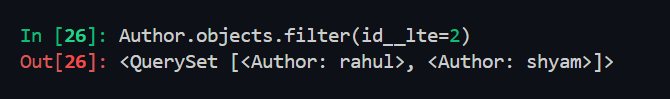 In [26]: Author.objects.filter(id__lte=2)
Out[26]: <QuerySet [<Author: rahul>, <Author: shyam>]>